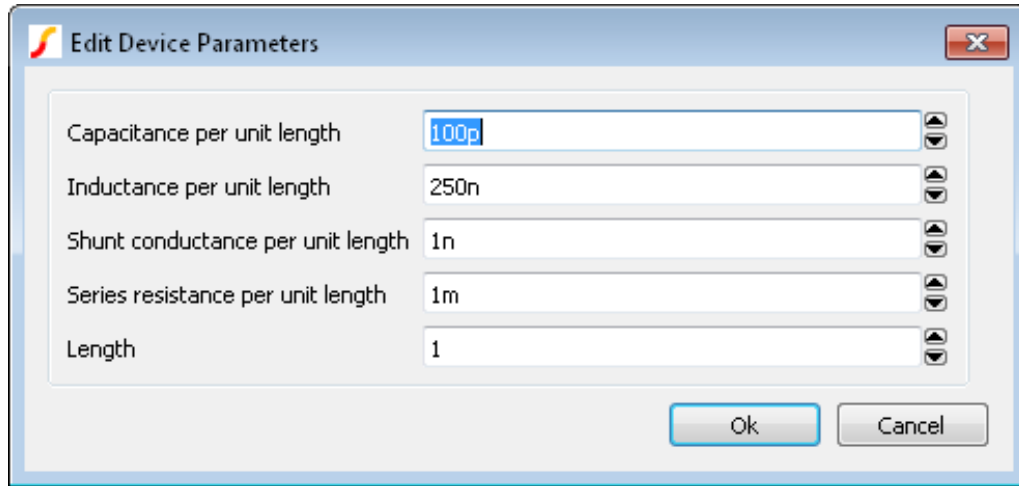 Edit Device Parameters
Capacitance per unit length 100p
Inductance per unit length 250n
Shunt conductance per unit length 1n
Series resistance per unit length 1m
Length 1
Ok Cancel